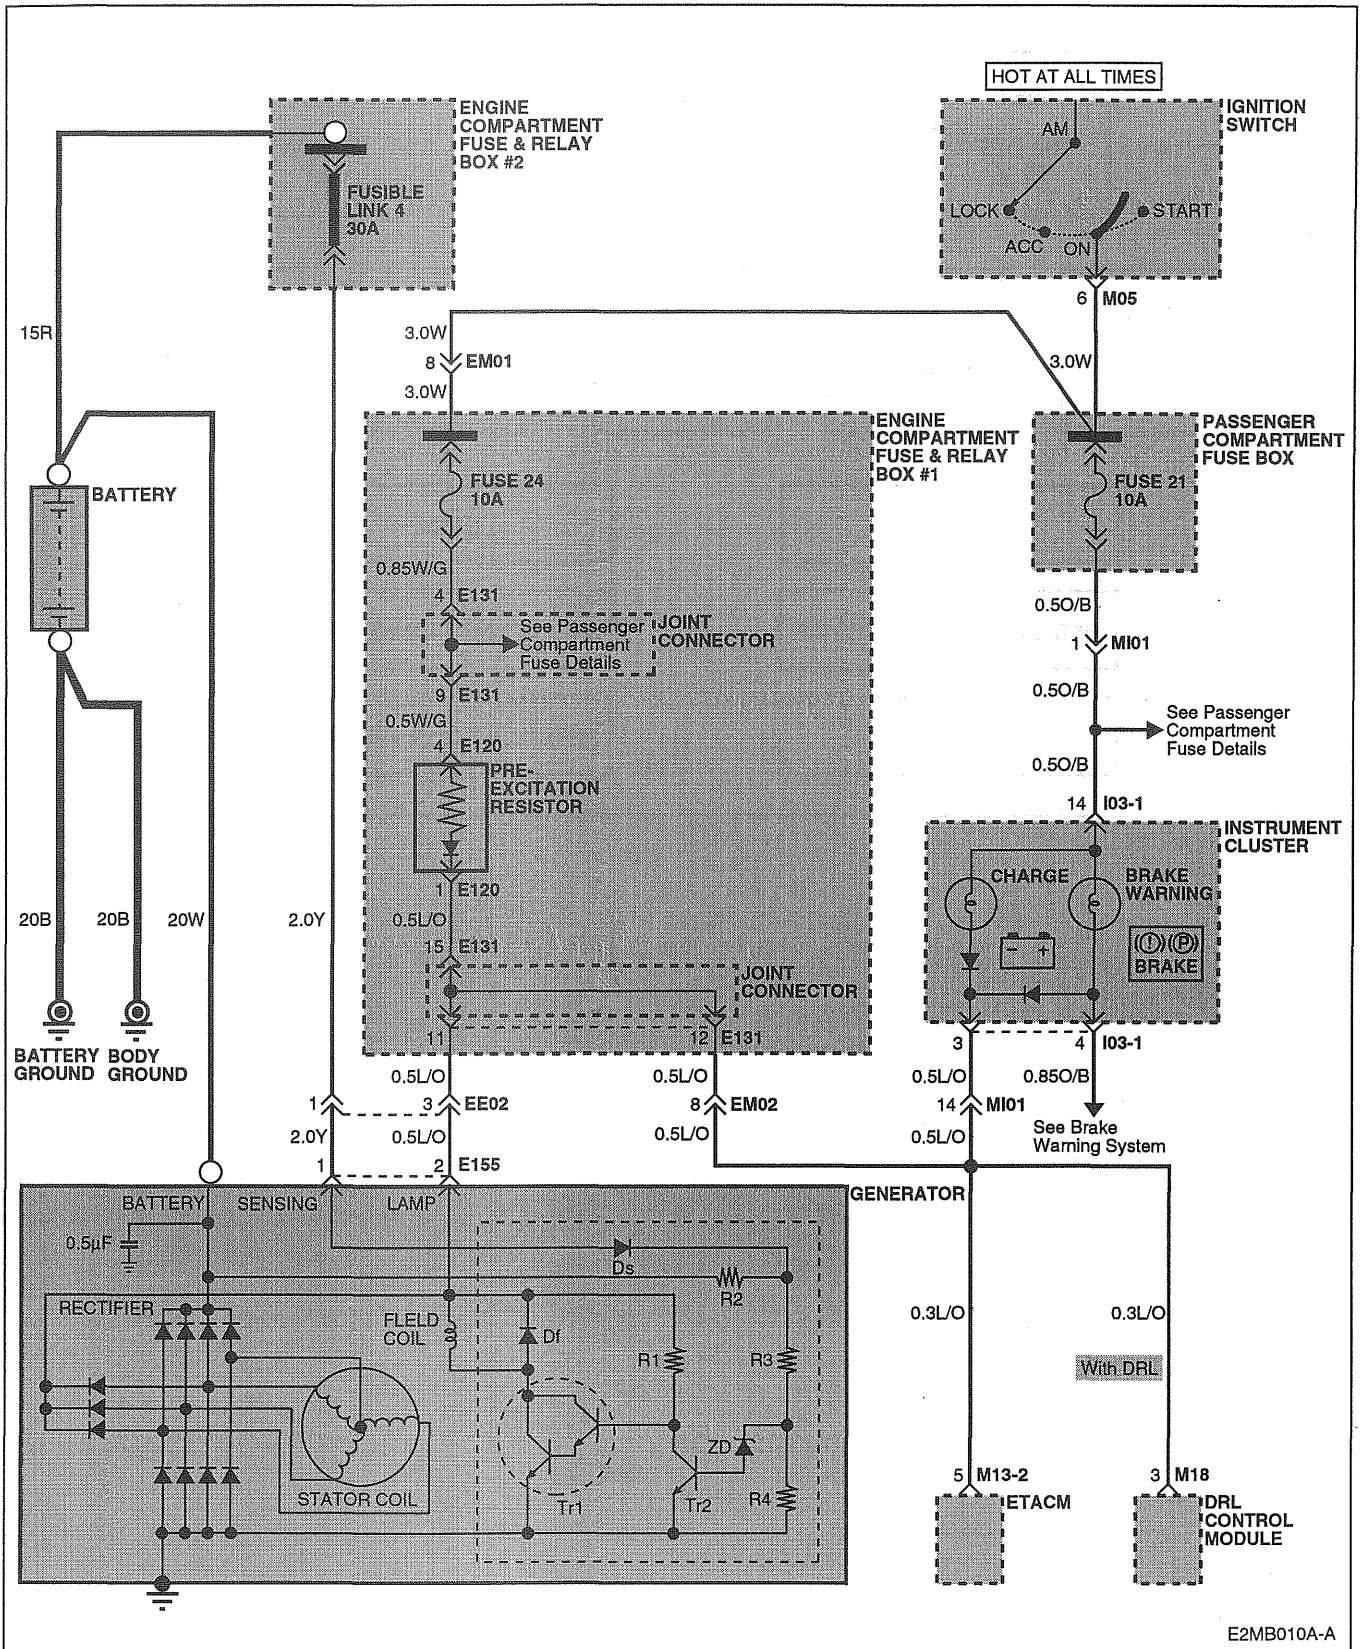 HOT AT ALL TIMES
ENGINE
COMPARTMENT
FUSE & RELAY
BOX #2
FUSIBLE
LINK 4
30A
IGNITION
SWITCH
AM
LOCK
ACC
ON
START
6 M05
15R
3.0W
8 EM01
3.0W
3.0W
ENGINE
COMPARTMENT
FUSE & RELAY
BOX #1
PASSENGER
COMPARTMENT
FUSE BOX
BATTERY
FUSE 24
10A
FUSE 21
10A
0.85W/G
4 E131
See Passenger
Compartment
Fuse Details
JOINT
CONNECTOR
9 E131
0.5W/G
4 E120
PRE-
EXCITATION
RESISTOR
1 E120
0.5L/O
15 E131
JOINT
CONNECTOR
11
12 E131
0.5O/B
1 MI01
0.5O/B
See Passenger
Compartment
Fuse Details
0.5O/B
14 I03-1
INSTRUMENT
CLUSTER
CHARGE
BRAKE
WARNING
- +
(!) (P)
BRAKE
3
4 I03-1
20B
20B
20W
2.0Y
BATTERY
GROUND
BODY
GROUND
0.5L/O
0.5L/O
0.5L/O
0.85O/B
1
3 EE02
8 EM02
14 MI01
See Brake
Warning System
2.0Y
0.5L/O
0.5L/O
0.5L/O
1
2 E155
GENERATOR
BATTERY
SENSING
LAMP
0.5µF
Ds
R2
RECTIFIER
FLELD
COIL
Df
R1
R3
0.3L/O
0.3L/O
With DRL
ZD
STATOR COIL
Tr1
Tr2
R4
5 M13-2
ETACM
3 M18
DRL
CONTROL
MODULE
E2MB010A-A